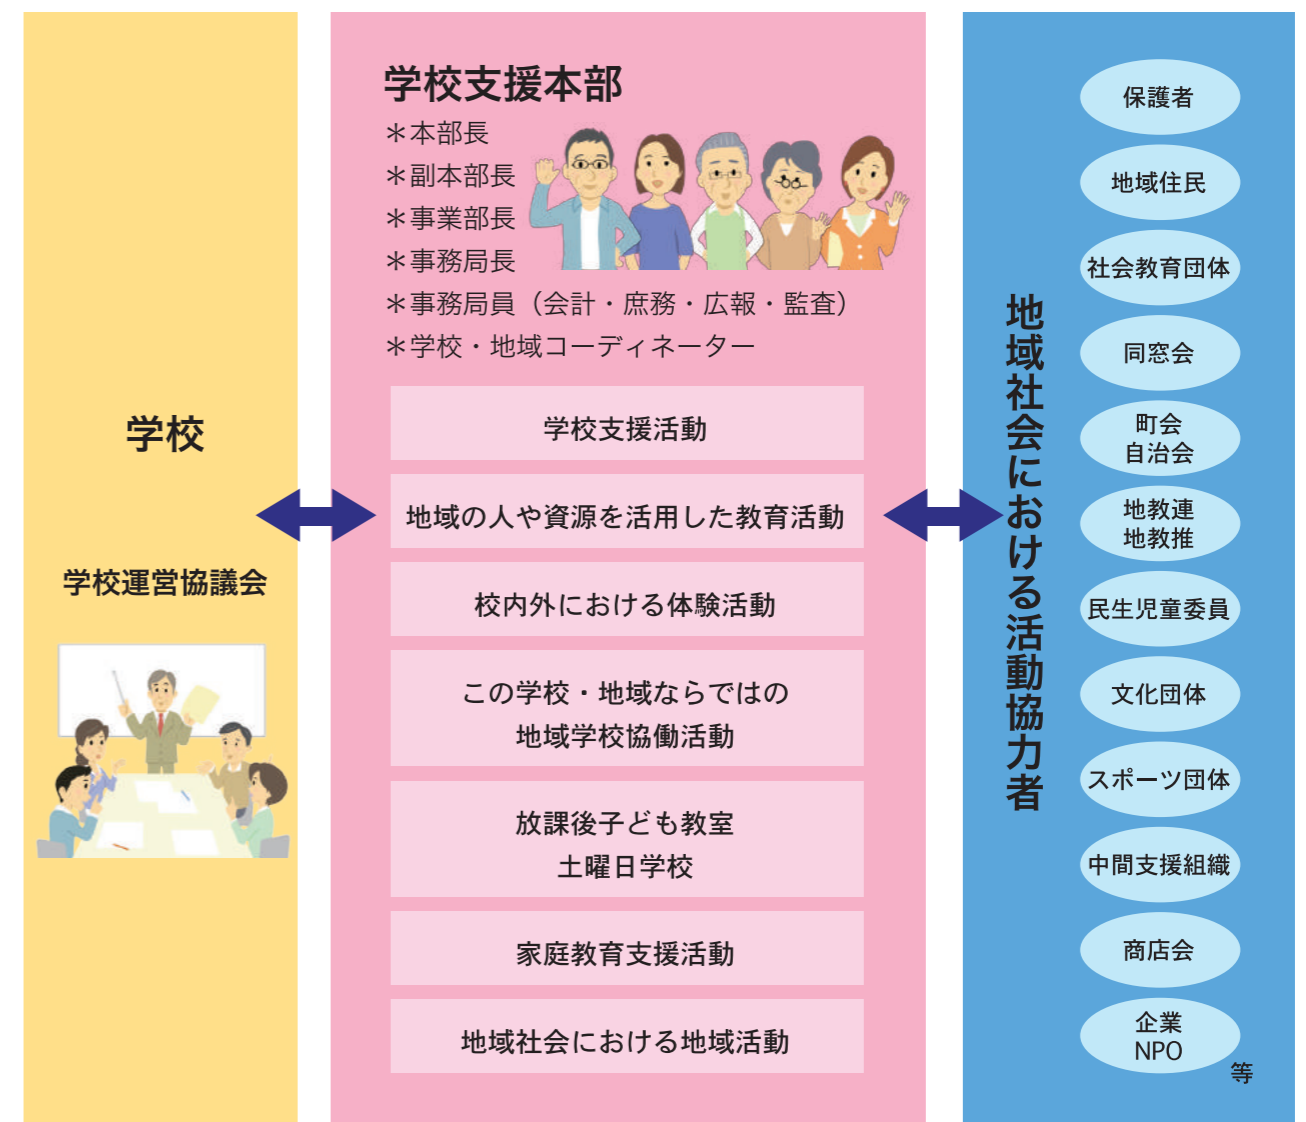 学校
学校運営協議会
学校支援本部
＊本部長
＊副本部長
＊事業部長
＊事務局長
＊事務局員（会計・庶務・広報・監査）
＊学校・地域コーディネーター
学校支援活動
地域の人や資源を活用した教育活動
校内外における体験活動
この学校・地域ならではの
地域学校協働活動
放課後子ども教室
土曜日学校
家庭教育支援活動
地域社会における地域活動
地域社会における活動協力者
保護者
地域住民
社会教育団体
同窓会
町会
自治会
地教連
地教推
民生児童委員
文化団体
スポーツ団体
中間支援組織
商店会
企業
NPO
等